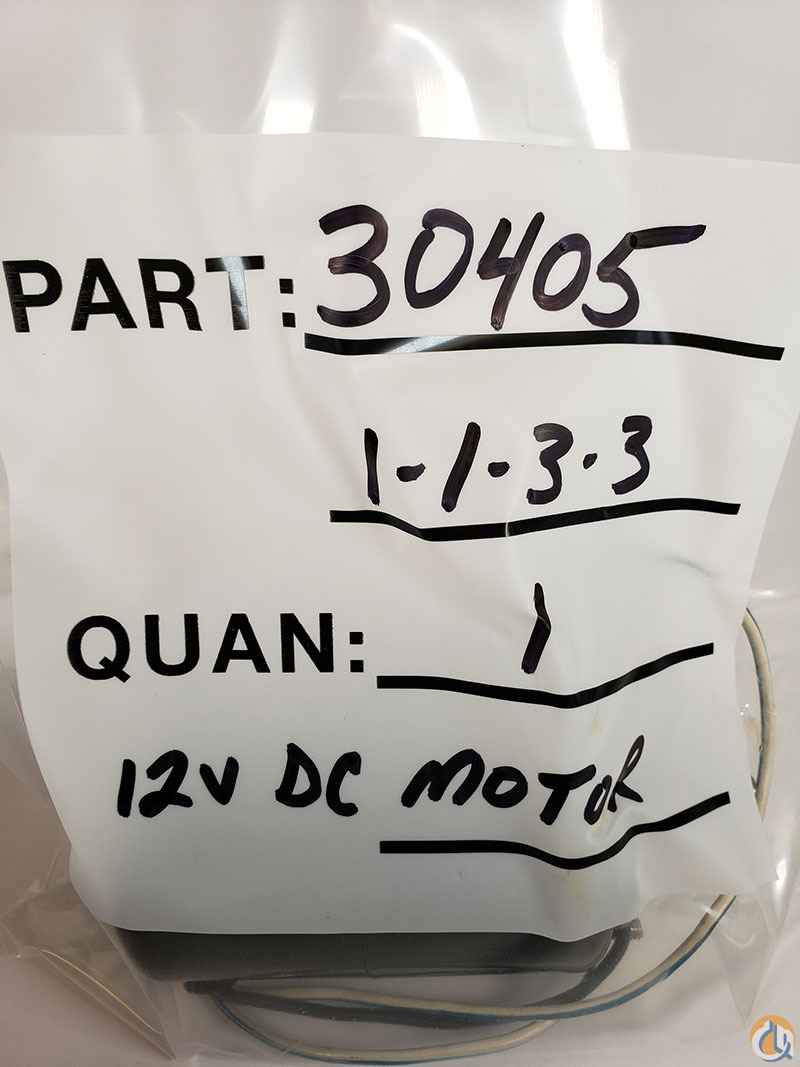 PART: 30405
1-1-3-3
QUAN: 1
12V DC MOTOR